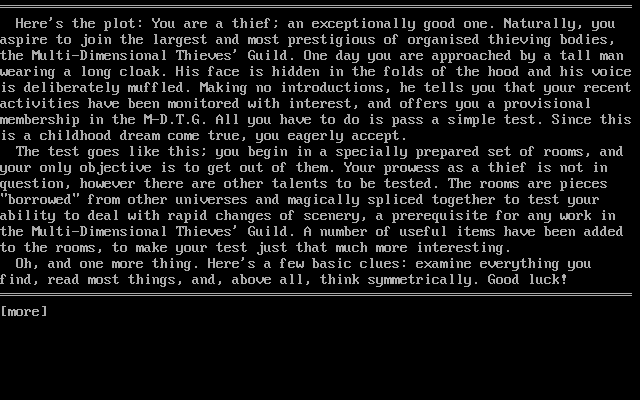 Here's the plot: You are a thief; an exceptionally good one. Naturally, you
aspire to join the largest and most prestigious of organised thieving bodies,
the Multi-Dimensional Thieves' Guild. One day you are approached by a tall man
wearing a long cloak. His face is hidden in the folds of the hood and his voice
is deliberately muffled. Making no introductions, he tells you that your recent
activities have been monitored with interest, and offers you a provisional
membership in the M-D.T.G. All you have to do is pass a simple test. Since this
is a childhood dream come true, you eagerly accept.
The test goes like this; you begin in a specially prepared set of rooms, and
your only objective is to get out of them. Your prowess as a thief is not in
question, however there are other talents to be tested. The rooms are pieces
"borrowed" from other universes and magically spliced together to test your
ability to deal with rapid changes of scenery, a prerequisite for any work in
the Multi-Dimensional Thieves' Guild. A number of useful items have been added
to the rooms, to make your test just that much more interesting.
Oh, and one more thing. Here's a few basic clues: examine everything you
find, read most things, and, above all, think symmetrically. Good luck!
[more]